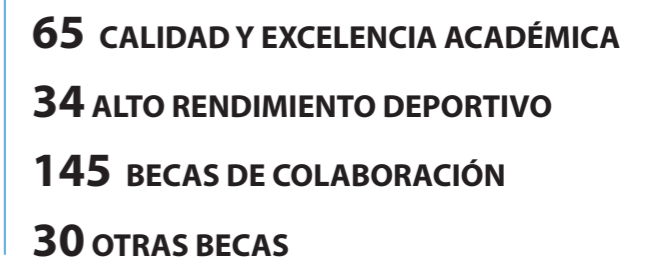 65 CALIDAD Y EXCELENCIA ACADÉMICA
34 ALTO RENDIMIENTO DEPORTIVO
145 BECAS DE COLABORACIÓN
30 OTRAS BECAS